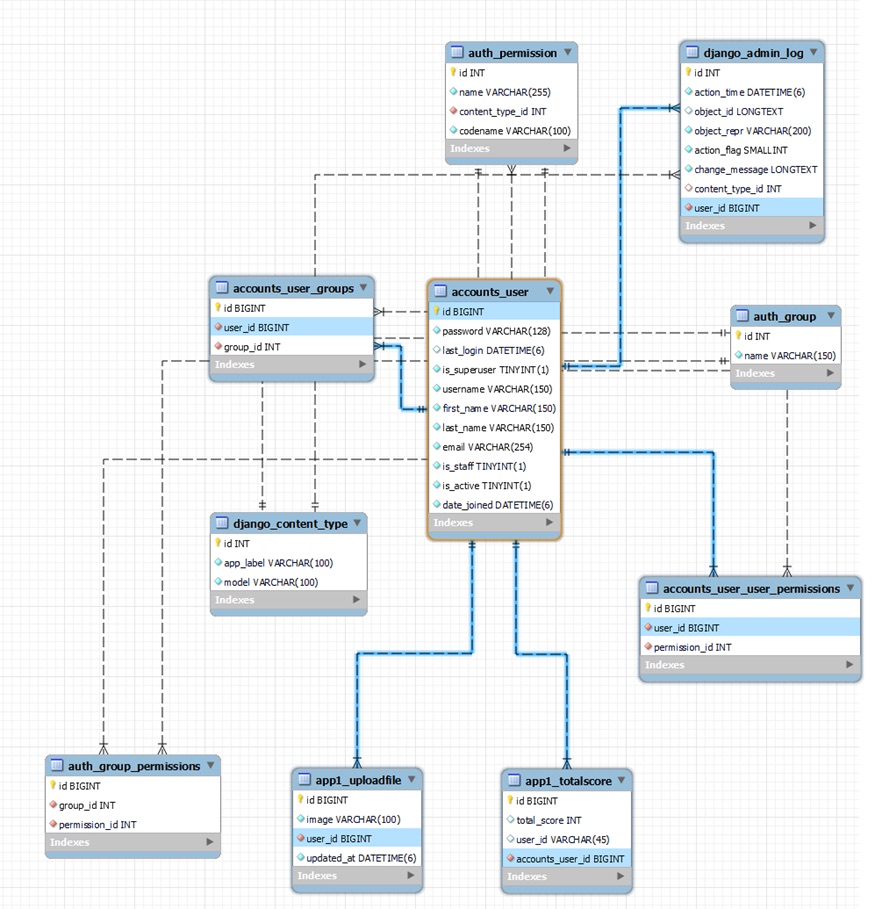 auth_permission
id INT
name VARCHAR(255)
content_type_id INT
codename VARCHAR(100)
Indexes
django_admin_log
id INT
action_time DATETIME(6)
object_id LONGTEXT
object_repr VARCHAR(200)
action_flag SMALLINT
change_message LONGTEXT
content_type_id INT
user_id BIGINT
Indexes
accounts_user_groups
id BIGINT
user_id BIGINT
group_id INT
Indexes
accounts_user
id BIGINT
password VARCHAR(128)
last_login DATETIME(6)
is_superuser TINYINT(1)
username VARCHAR(150)
first_name VARCHAR(150)
last_name VARCHAR(150)
email VARCHAR(254)
is_staff TINYINT(1)
is_active TINYINT(1)
date_joined DATETIME(6)
Indexes
auth_group
id INT
name VARCHAR(150)
Indexes
django_content_type
id INT
app_label VARCHAR(100)
model VARCHAR(100)
Indexes
accounts_user_user_permissions
id BIGINT
user_id BIGINT
permission_id INT
Indexes
auth_group_permissions
id BIGINT
group_id INT
permission_id INT
Indexes
app1_uploadfile
id BIGINT
image VARCHAR(100)
user_id BIGINT
updated_at DATETIME(6)
Indexes
app1_totalscore
id BIGINT
total_score INT
user_id VARCHAR(45)
accounts_user_id BIGINT
Indexes